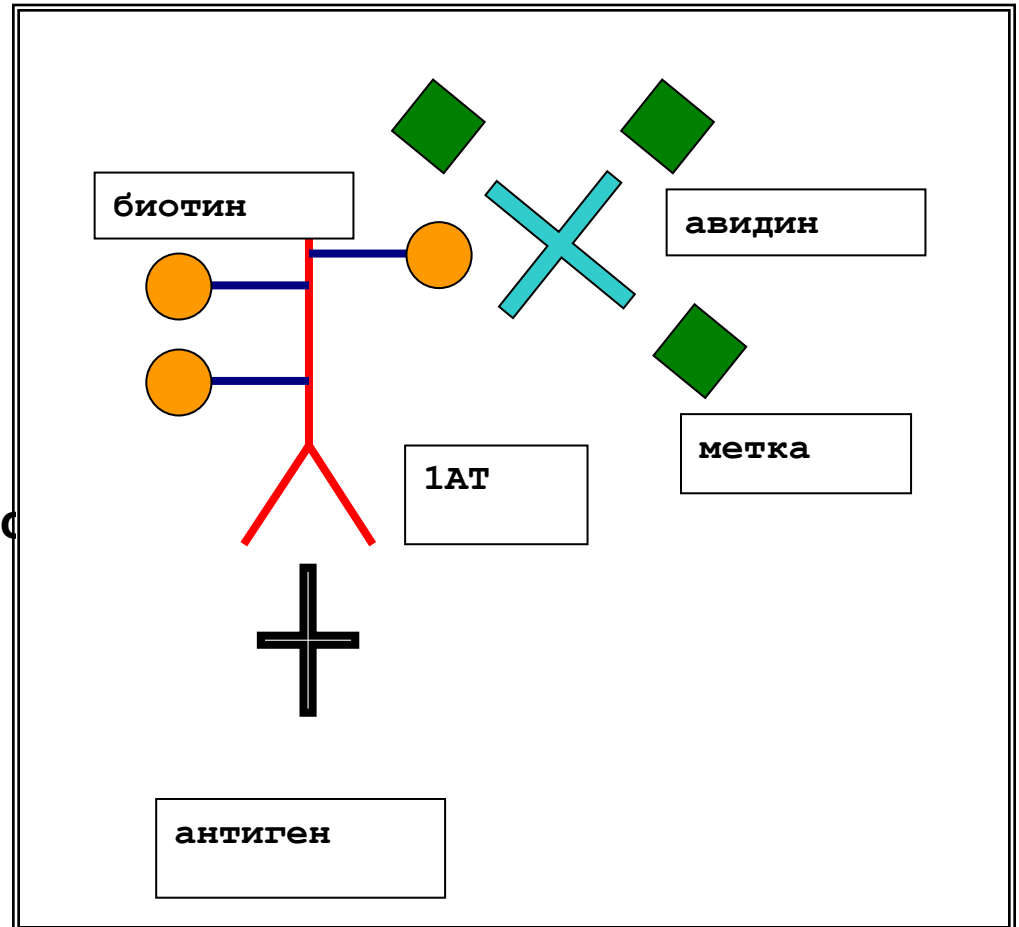 биотин
авидин
метка
1АТ
антиген